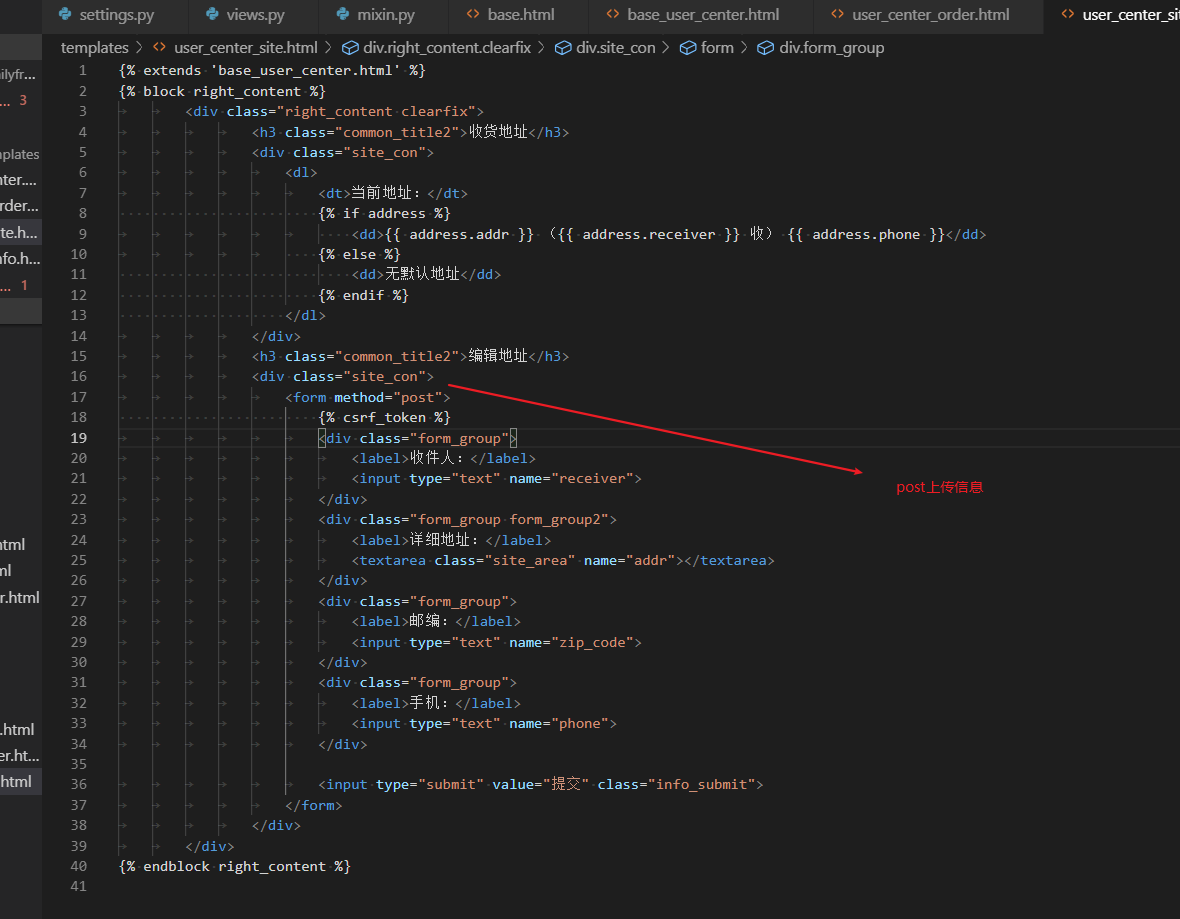 settings.py views.py mixin.py base.html base_user_center.html user_center_order.html user_center_sit
templates > user_center_site.html > div.right_content.clearfix > div.site_con > form > div.form_group
ilyfr...
... 3
nplates
nter....
rder...
te.h...
nfo.h...
... 1
html
ml
r.html
.html
er.ht...
html
1 {% extends 'base_user_center.html' %}
2 {% block right_content %}
3 <div class="right_content clearfix">
4 <h3 class="common_title2">收货地址</h3>
5 <div class="site_con">
6 <dl>
7 <dt>当前地址：</dt>
8 {% if address %}
9 <dd>{{ address.addr }} （{{ address.receiver }} 收） {{ address.phone }}</dd>
10 {% else %}
11 <dd>无默认地址</dd>
12 {% endif %}
13 </dl>
14 </div>
15 <h3 class="common_title2">编辑地址</h3>
16 <div class="site_con">
17 <form method="post">
18 {% csrf_token %}
19 <div class="form_group">
20 <label>收件人：</label>
21 <input type="text" name="receiver">
22 </div>
23 <div class="form_group form_group2">
24 <label>详细地址：</label>
25 <textarea class="site_area" name="addr"></textarea>
26 </div>
27 <div class="form_group">
28 <label>邮编：</label>
29 <input type="text" name="zip_code">
30 </div>
31 <div class="form_group">
32 <label>手机：</label>
33 <input type="text" name="phone">
34 </div>
35
36 <input type="submit" value="提交" class="info_submit">
37 </form>
38 </div>
39 </div>
40 {% endblock right_content %}
41
post上传信息